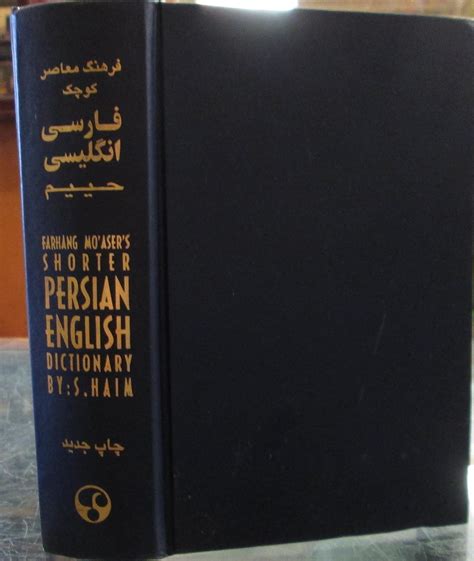 فرهنگ معاصر
کوچک
فارسی
انگلیسی
حییم
FARHANG MO'ASER'S
SHORTER
PERSIAN
ENGLISH
DICTIONARY
BY: S. HAIM
چاپ جدید